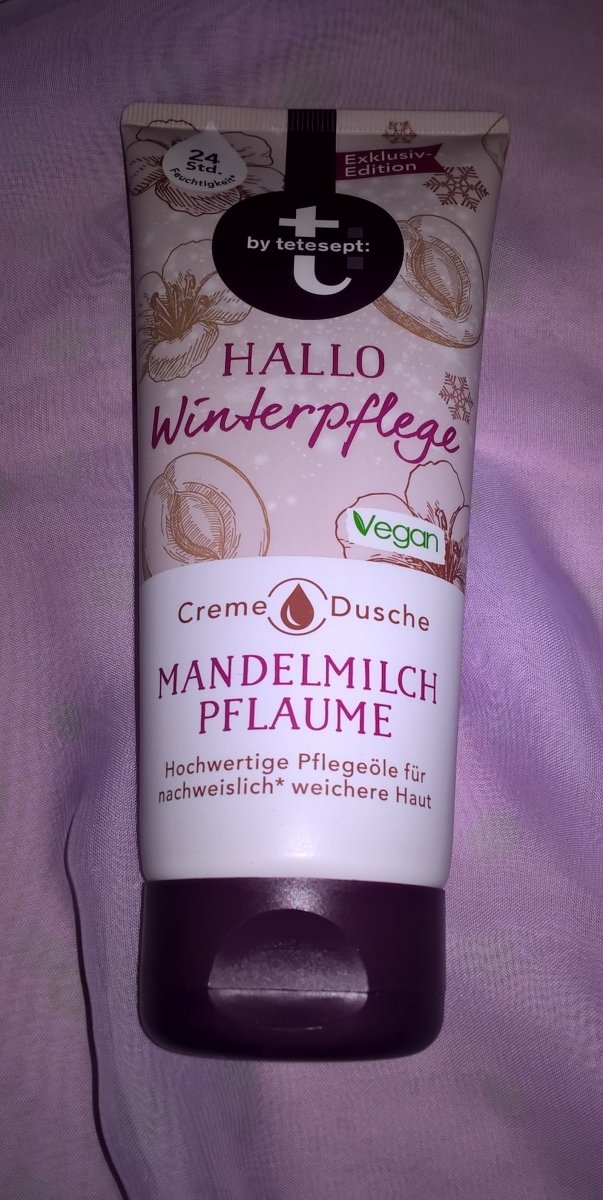 24
Std.
Feuchtigkeit*
Exklusiv-
Edition
t:
by tetesept:
HALLO
Winterpflege
Vegan
Creme Dusche
MANDELMILCH
PFLAUME
Hochwertige Pflegeöle für
nachweislich* weichere Haut